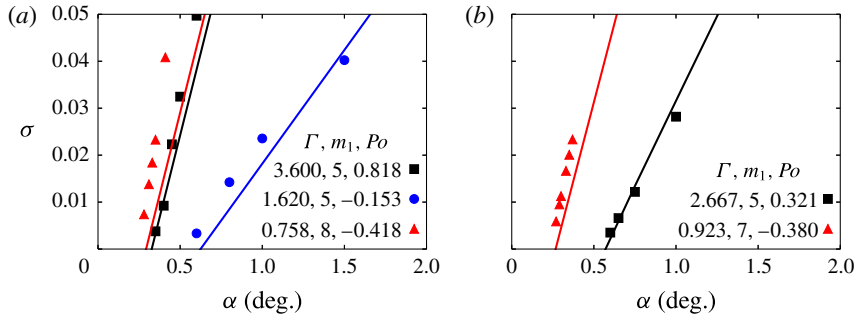 (a) (b)
0.05
0.04
0.03
σ
0.02
0.01
Γ, m₁, Po
3.600, 5, 0.818
1.620, 5, −0.153
0.758, 8, −0.418
Γ, m₁, Po
2.667, 5, 0.321
0.923, 7, −0.380
0 0.5 1.0 1.5 2.0 0 0.5 1.0 1.5 2.0
α (deg.) α (deg.)